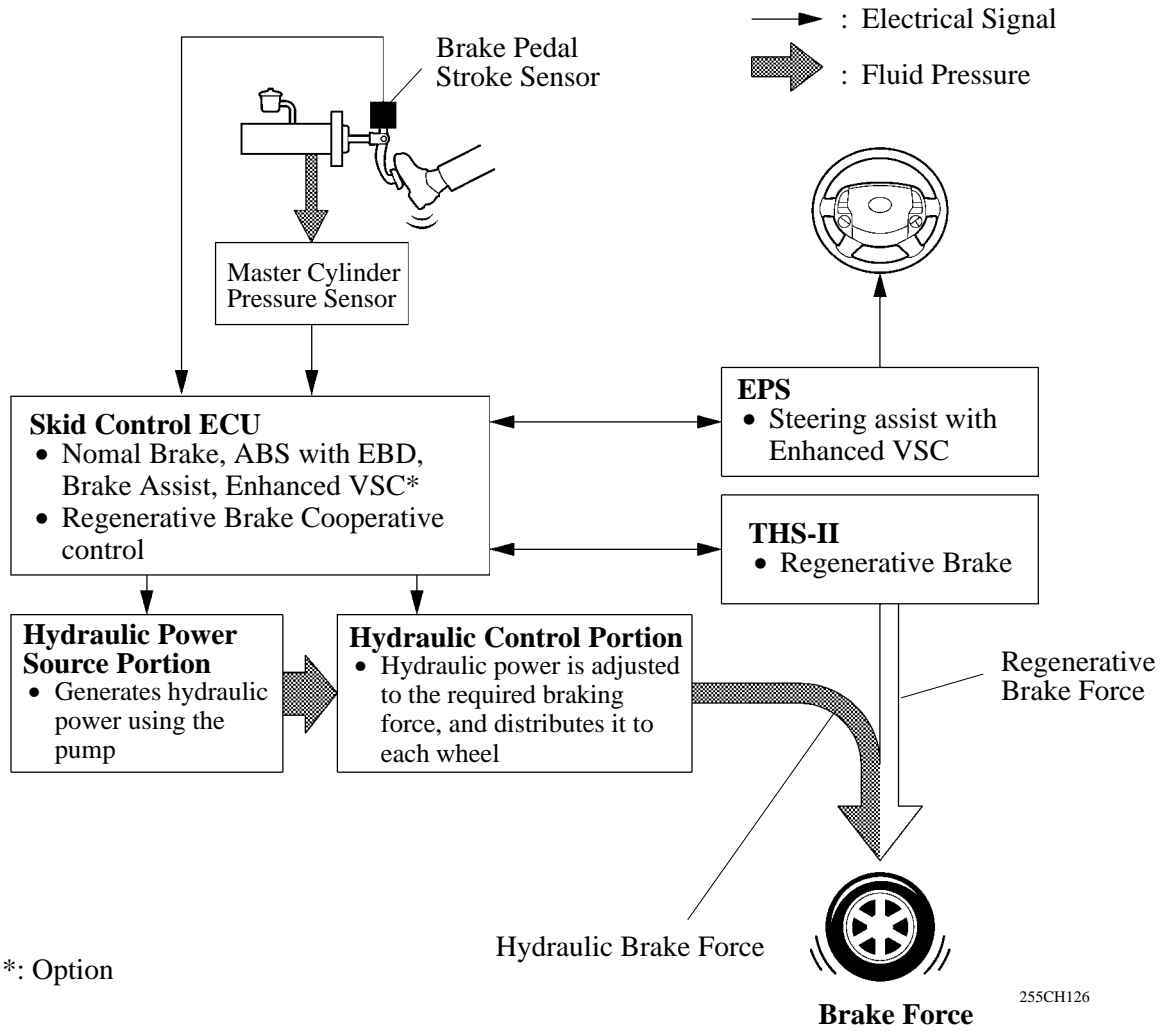 : Electrical Signal
: Fluid Pressure
Brake Pedal
Stroke Sensor
Master Cylinder
Pressure Sensor
Skid Control ECU
• Nomal Brake, ABS with EBD,
Brake Assist, Enhanced VSC*
• Regenerative Brake Cooperative
control
EPS
• Steering assist with
Enhanced VSC
THS-II
• Regenerative Brake
Hydraulic Power
Source Portion
• Generates hydraulic
power using the
pump
Hydraulic Control Portion
• Hydraulic power is adjusted
to the required braking
force, and distributes it to
each wheel
Regenerative
Brake Force
Hydraulic Brake Force
*: Option
Brake Force
255CH126